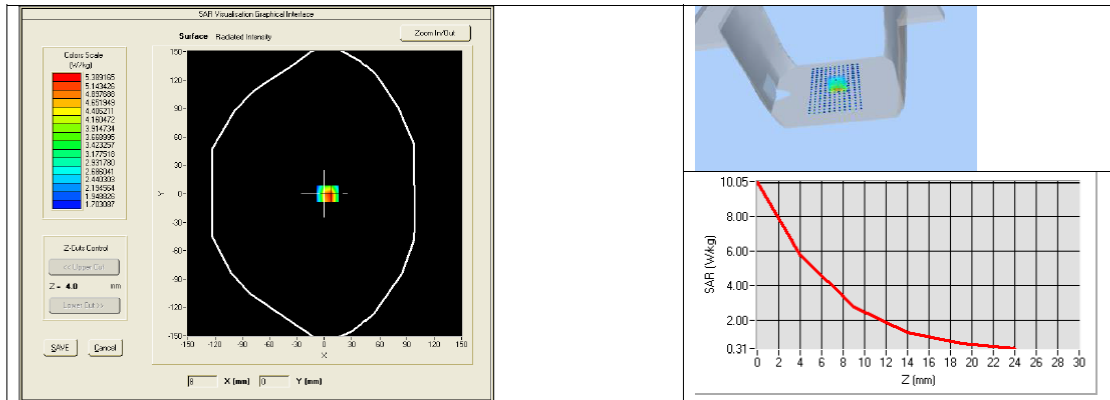 SAR Visualisation Graphical Interface
Surface Radiated Intensity
Zoom In/Out
Colors Scale
(W/kg)
5.389165
5.143426
4.897688
4.651949
4.406211
4.160472
3.914734
3.668995
3.423257
3.177518
2.931780
2.686041
2.440303
2.194564
1.948826
1.703087
Z-Cuts Control
<< Upper Cut
Z = 4.0 mm
Lower Cut >>
SAVE Cancel
150-
120-
90-
60-
30-
0-
-30-
-60-
-90-
-120-
-150-
Y
-150 -120 -90 -60 -30 0 30 60 90 120 150
X
8 X (mm) 0 Y (mm)
10.05
8.00
6.00
4.00
2.00
0.31
SAR (W/kg)
0 2 4 6 8 10 12 14 16 18 20 22 24 26 28 30
Z (mm)